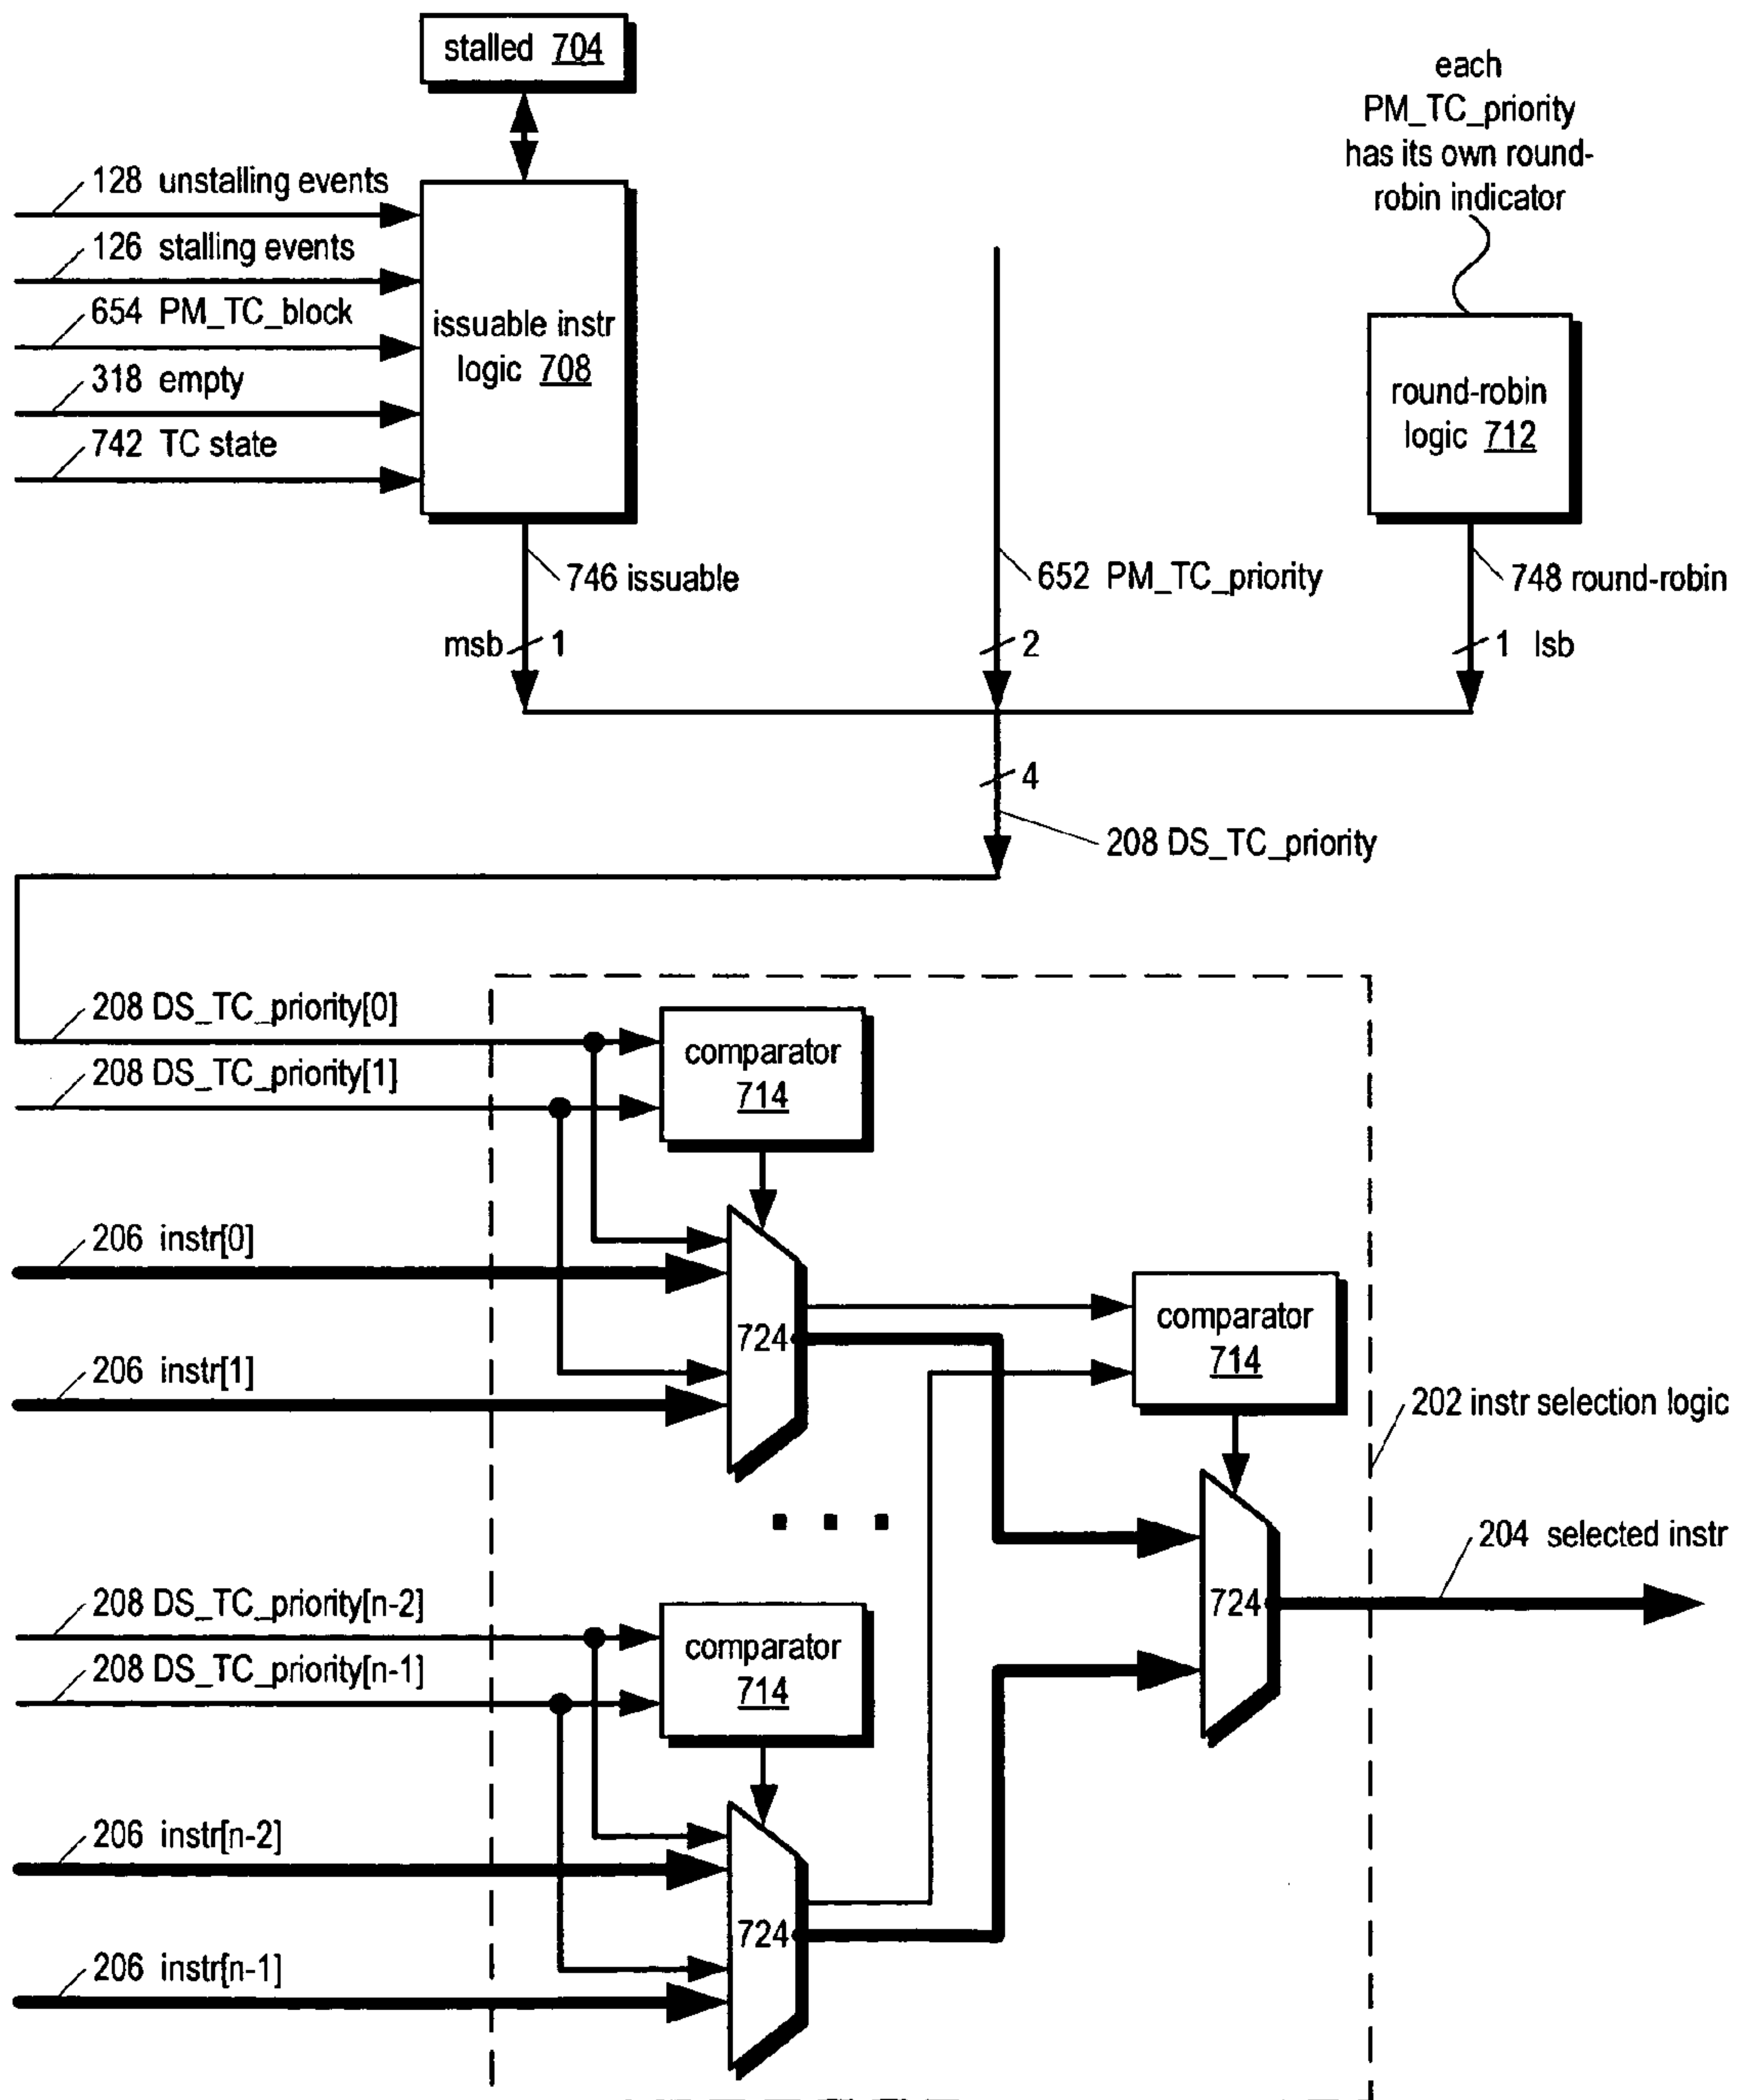 stalled 704
each
PM_TC_priority
has its own round-
robin indicator
128 unstalling events
126 stalling events
654 PM_TC_block
318 empty
742 TC state
issuable instr
logic 708
round-robin
logic 712
746 issuable
652 PM_TC_priority
748 round-robin
msb 1
2
1 lsb
4
208 DS_TC_priority
208 DS_TC_priority[0]
208 DS_TC_priority[1]
comparator
714
206 instr[0]
206 instr[1]
724
comparator
714
202 instr selection logic
204 selected instr
724
208 DS_TC_priority[n-2]
208 DS_TC_priority[n-1]
comparator
714
206 instr[n-2]
206 instr[n-1]
724